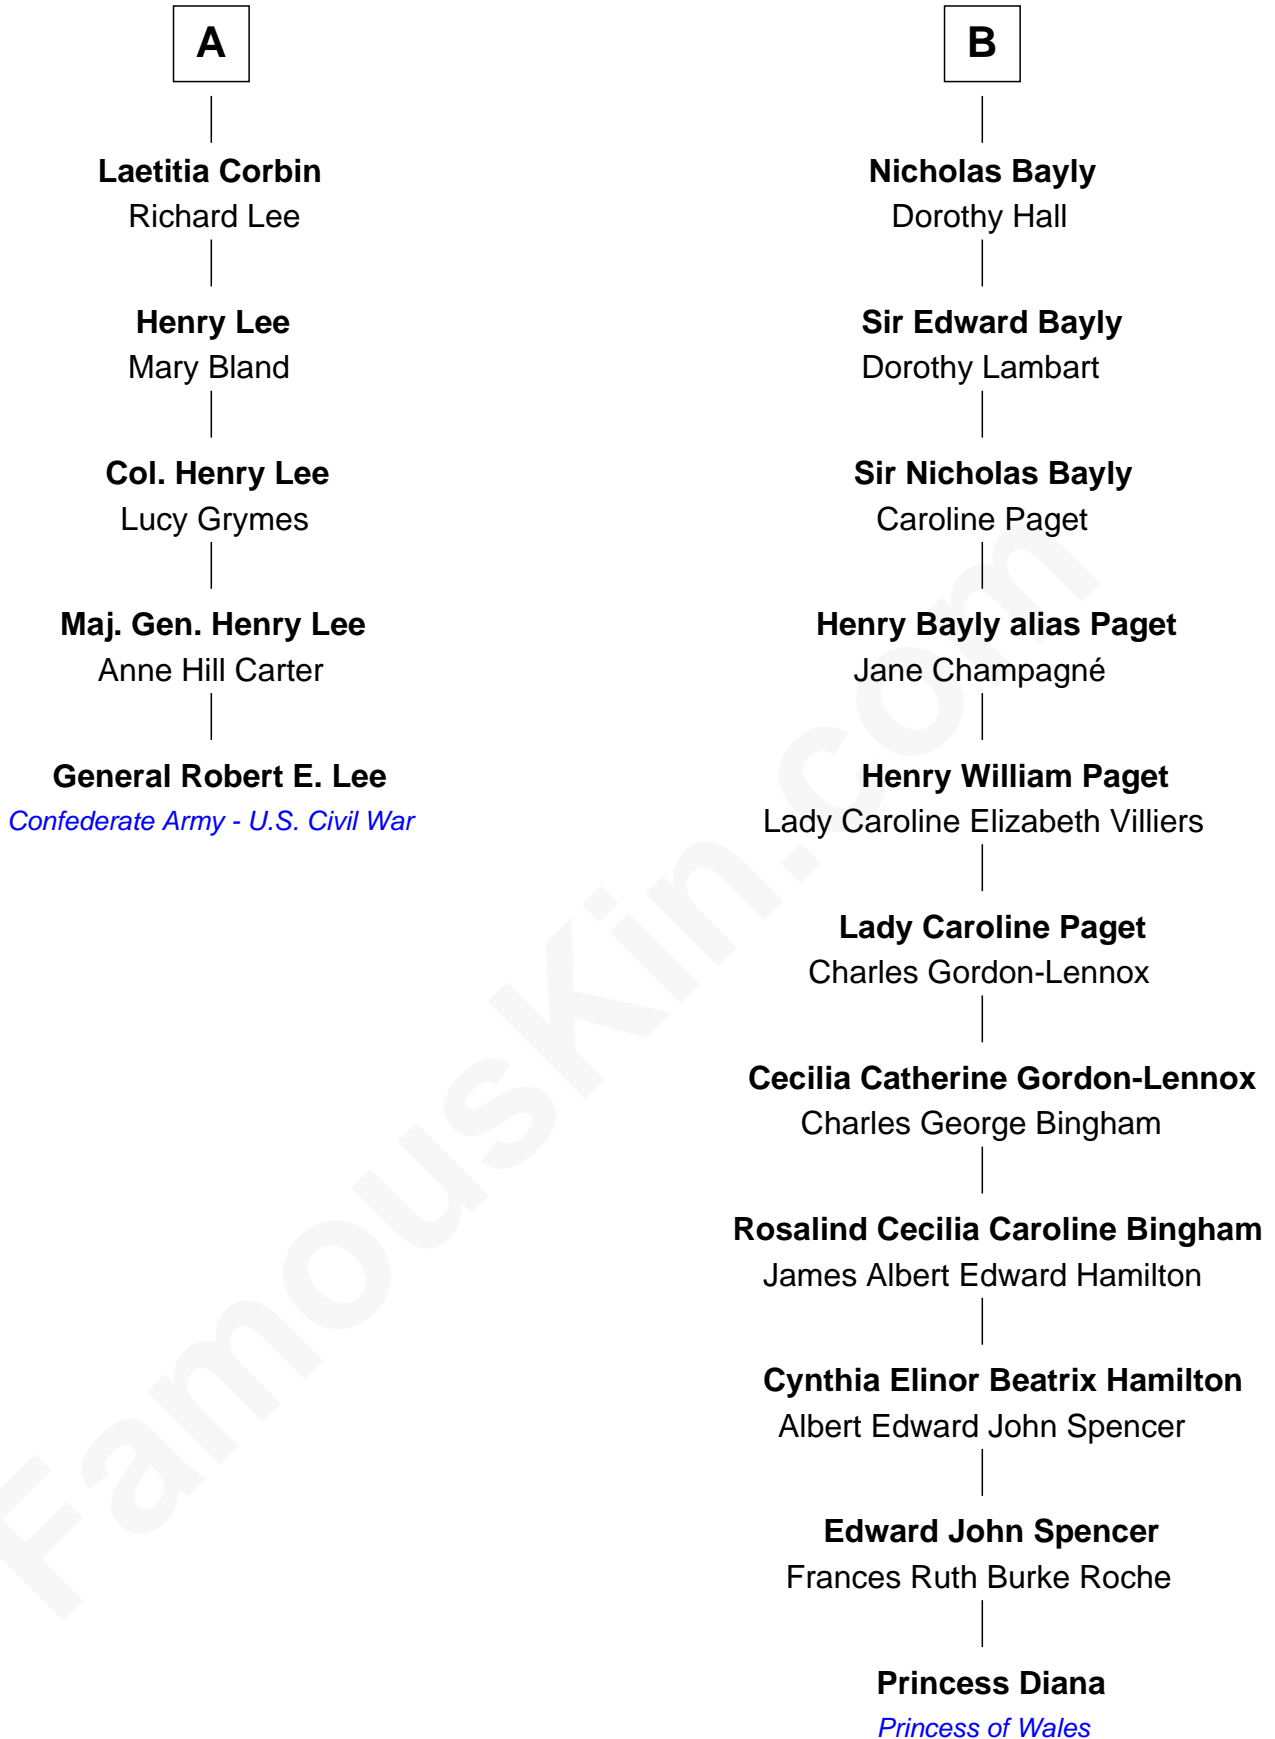 A
Laetitia Corbin
Richard Lee
Henry Lee
Mary Bland
Col. Henry Lee
Lucy Grymes
Maj. Gen. Henry Lee
Anne Hill Carter
General Robert E. Lee
Confederate Army - U.S. Civil War
B
Nicholas Bayly
Dorothy Hall
Sir Edward Bayly
Dorothy Lambart
Sir Nicholas Bayly
Caroline Paget
Henry Bayly alias Paget
Jane Champagné
Henry William Paget
Lady Caroline Elizabeth Villiers
Lady Caroline Paget
Charles Gordon-Lennox
Cecilia Catherine Gordon-Lennox
Charles George Bingham
Rosalind Cecilia Caroline Bingham
James Albert Edward Hamilton
Cynthia Elinor Beatrix Hamilton
Albert Edward John Spencer
Edward John Spencer
Frances Ruth Burke Roche
Princess Diana
Princess of Wales
FamousKin.com